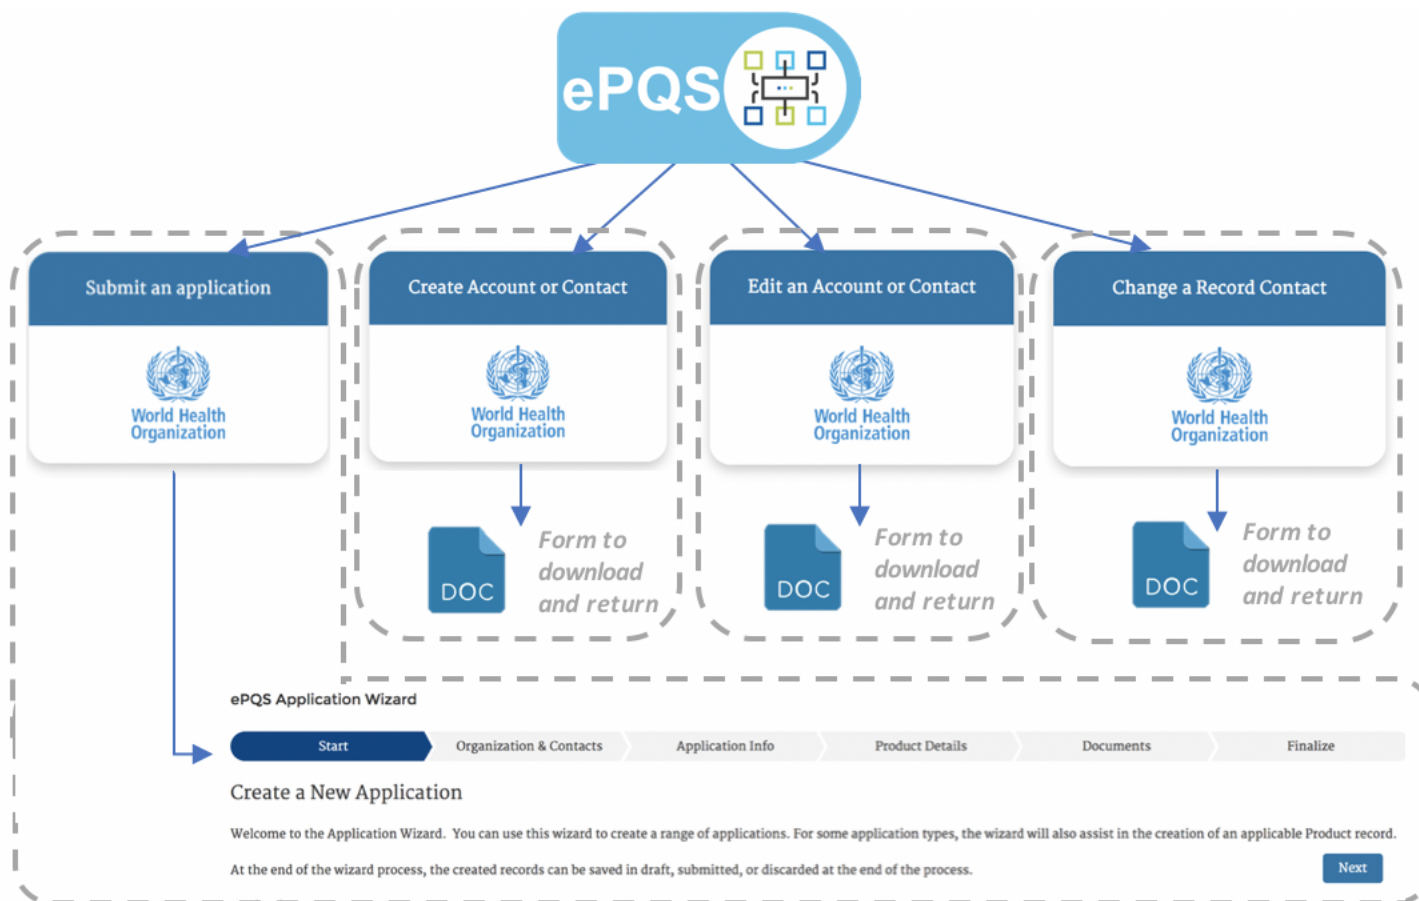 ePQS
Submit an application
World Health
Organization
Create Account or Contact
World Health
Organization
DOC
Form to
download
and return
Edit an Account or Contact
World Health
Organization
DOC
Form to
download
and return
Change a Record Contact
World Health
Organization
DOC
Form to
download
and return
ePQS Application Wizard
Start
Organization & Contacts
Application Info
Product Details
Documents
Finalize
Create a New Application
Welcome to the Application Wizard.  You can use this wizard to create a range of applications. For some application types, the wizard will also assist in the creation of an applicable Product record.
At the end of the wizard process, the created records can be saved in draft, submitted, or discarded at the end of the process.
Next